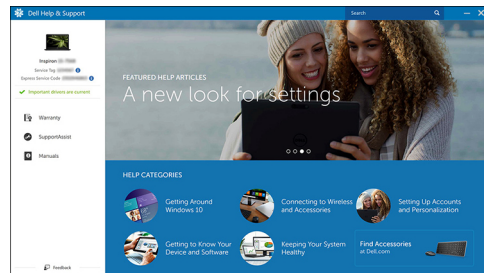 Dell Help & Support
Search
Inspiron
Service Tag
Express Service Code
Important drivers are current
Warranty
SupportAssist
Manuals
Feedback
FEATURED HELP ARTICLES
A new look for settings
HELP CATEGORIES
Getting Around
Windows 10
Connecting to Wireless
and Accessories
Setting Up Accounts
and Personalization
Getting to Know Your
Device and Software
Keeping Your System
Healthy
Find Accessories
at Dell.com